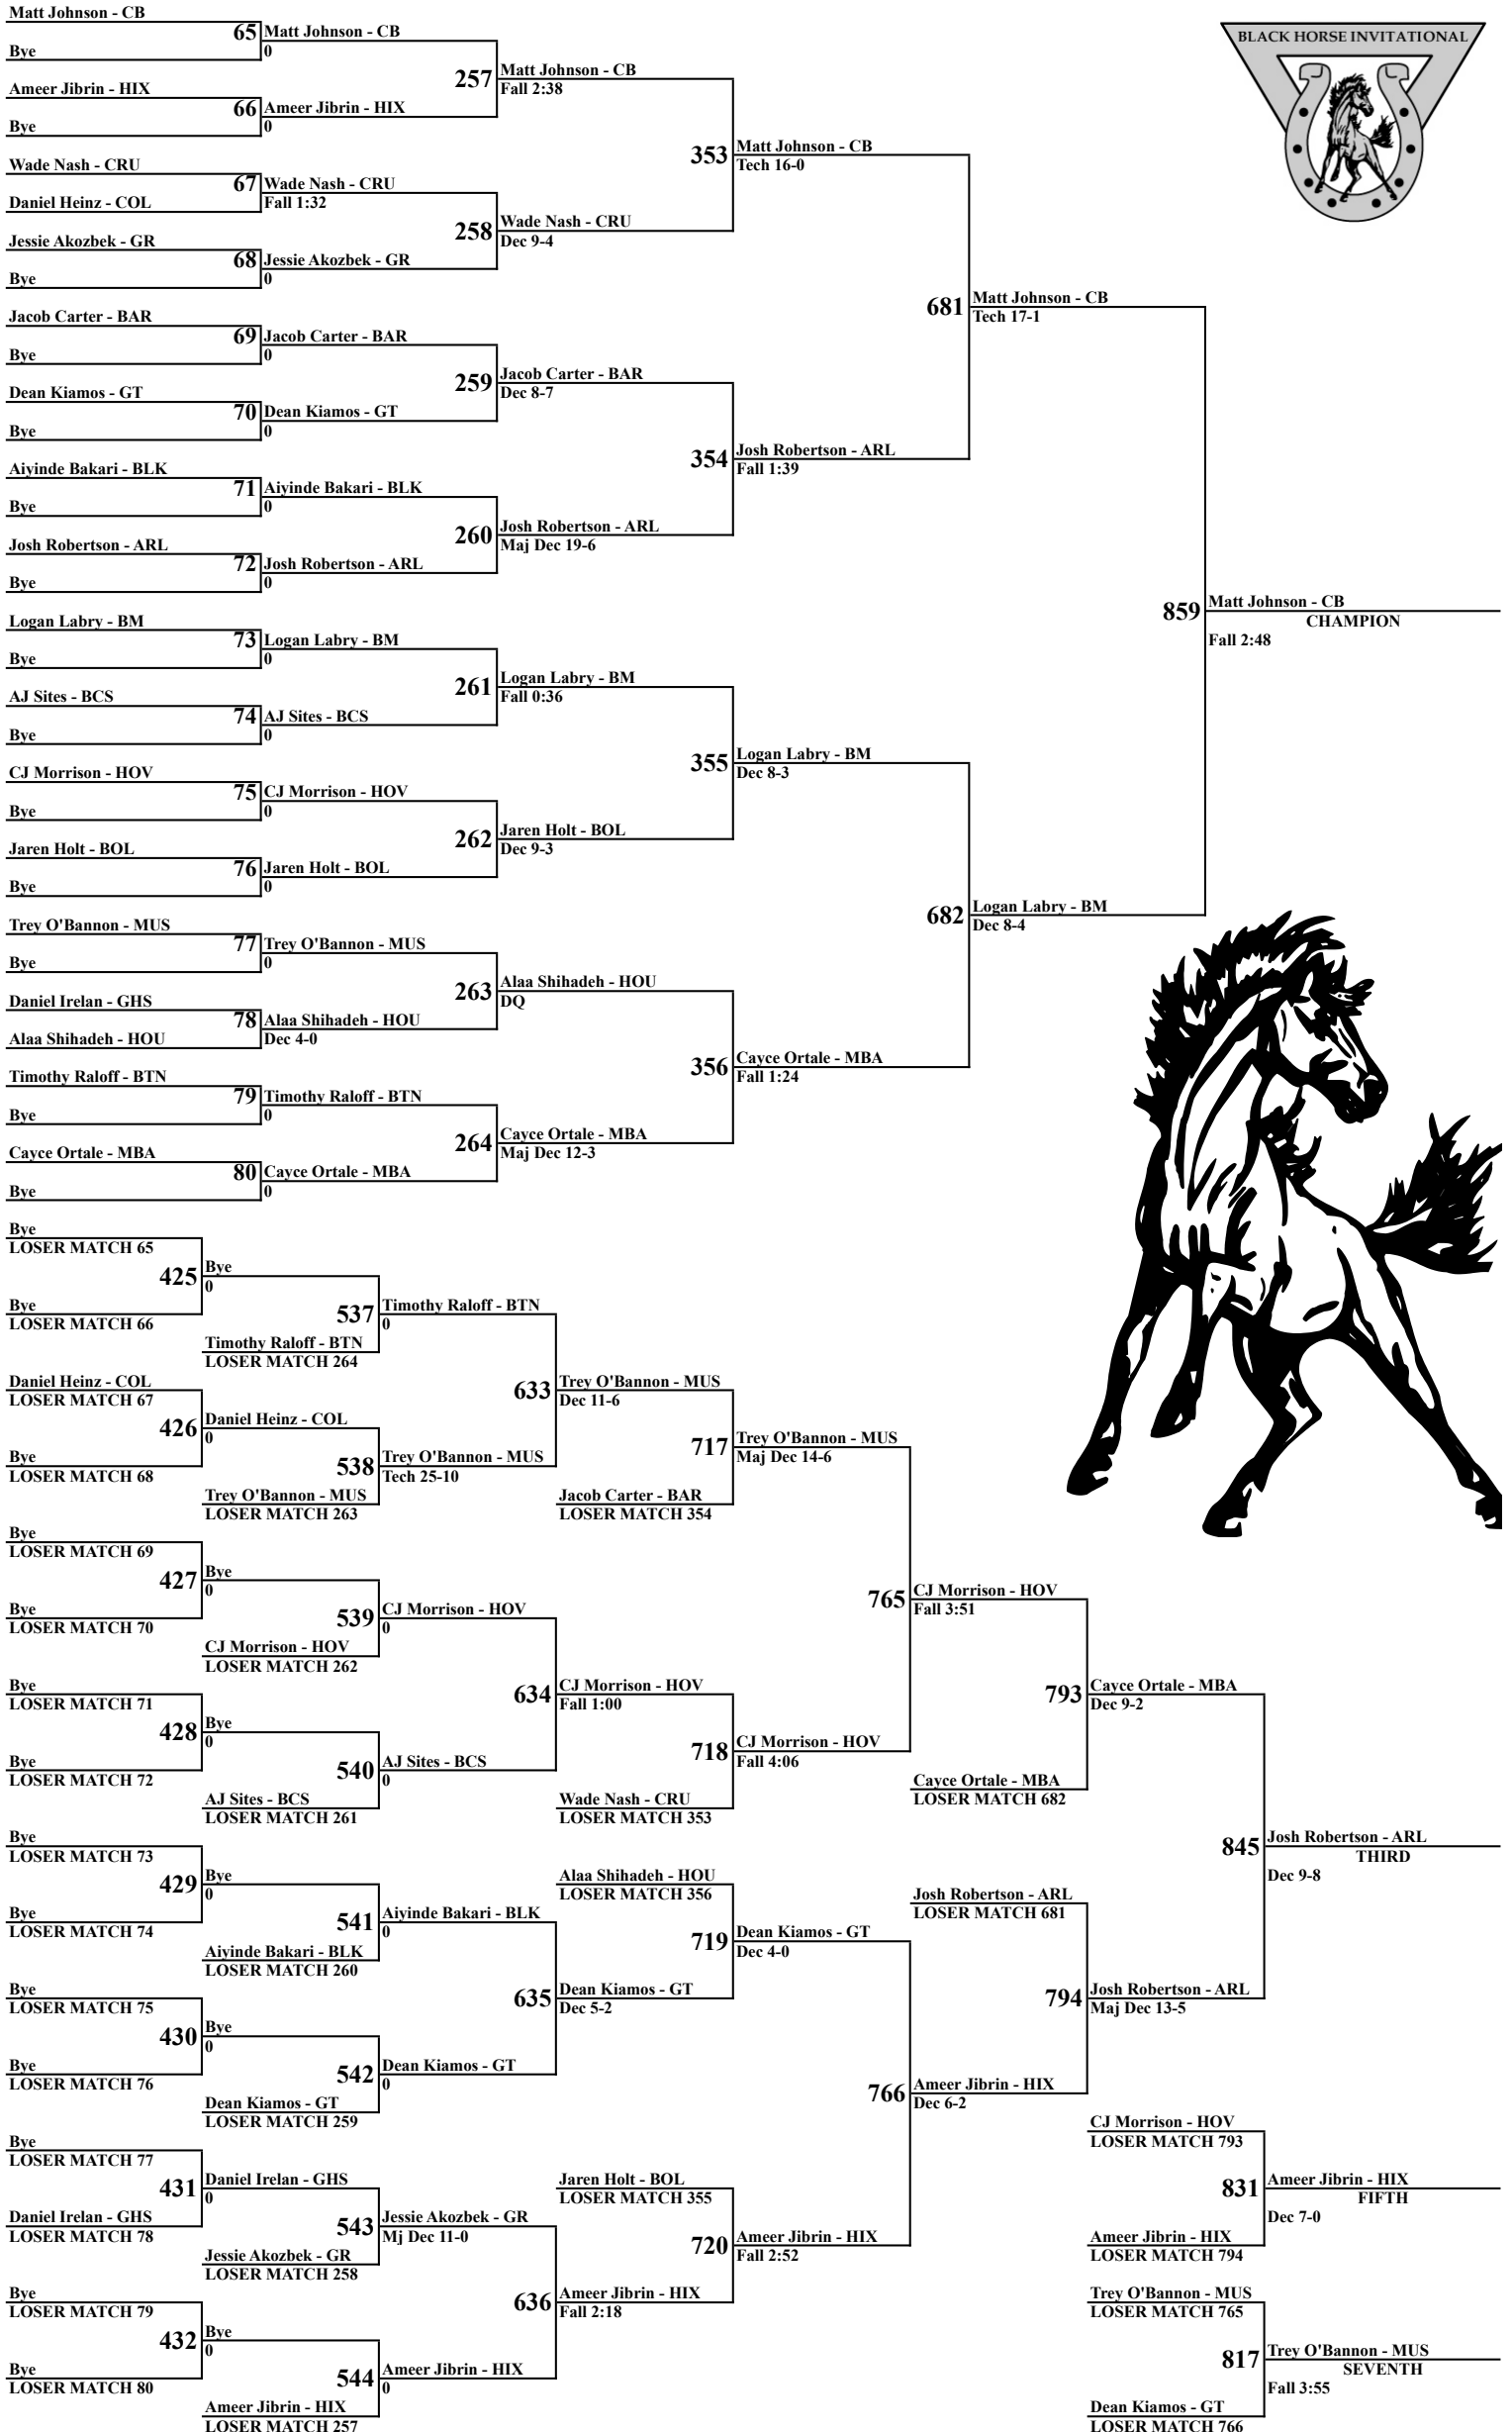 Matt Johnson - CB
65
Matt Johnson - CB
Bye
0
257
Matt Johnson - CB
Fall 2:38
Ameer Jibrin - HIX
66
Ameer Jibrin - HIX
Bye
0
353
Matt Johnson - CB
Tech 16-0
Wade Nash - CRU
67
Wade Nash - CRU
Daniel Heinz - COL
Fall 1:32
258
Wade Nash - CRU
Dec 9-4
Jessie Akozbek - GR
68
Jessie Akozbek - GR
Bye
0
681
Matt Johnson - CB
Tech 17-1
Jacob Carter - BAR
69
Jacob Carter - BAR
Bye
0
259
Jacob Carter - BAR
Dec 8-7
Dean Kiamos - GT
70
Dean Kiamos - GT
Bye
0
354
Josh Robertson - ARL
Fall 1:39
Aiyinde Bakari - BLK
71
Aiyinde Bakari - BLK
Bye
0
260
Josh Robertson - ARL
Maj Dec 19-6
Josh Robertson - ARL
72
Josh Robertson - ARL
Bye
0
BLACK HORSE INVITATIONAL
859
Matt Johnson - CB
CHAMPION
Fall 2:48
Logan Labry - BM
73
Logan Labry - BM
Bye
0
261
Logan Labry - BM
Fall 0:36
AJ Sites - BCS
74
AJ Sites - BCS
Bye
0
355
Logan Labry - BM
Dec 8-3
CJ Morrison - HOV
75
CJ Morrison - HOV
Bye
0
262
Jaren Holt - BOL
Dec 9-3
Jaren Holt - BOL
76
Jaren Holt - BOL
Bye
0
682
Logan Labry - BM
Dec 8-4
Trey O'Bannon - MUS
77
Trey O'Bannon - MUS
Bye
0
263
Alaa Shihadeh - HOU
DQ
Daniel Irelan - GHS
78
Alaa Shihadeh - HOU
Alaa Shihadeh - HOU
Dec 4-0
356
Cayce Ortale - MBA
Fall 1:24
Timothy Raloff - BTN
79
Timothy Raloff - BTN
Bye
0
264
Cayce Ortale - MBA
Maj Dec 12-3
Cayce Ortale - MBA
80
Cayce Ortale - MBA
Bye
0
Bye
LOSER MATCH 65
425
Bye
0
Bye
LOSER MATCH 66
537
Timothy Raloff - BTN
0
Timothy Raloff - BTN
LOSER MATCH 264
Daniel Heinz - COL
LOSER MATCH 67
633
Trey O'Bannon - MUS
Dec 11-6
426
Daniel Heinz - COL
0
Bye
LOSER MATCH 68
538
Trey O'Bannon - MUS
Tech 25-10
717
Trey O'Bannon - MUS
Maj Dec 14-6
Trey O'Bannon - MUS
LOSER MATCH 263
Jacob Carter - BAR
LOSER MATCH 354
Bye
LOSER MATCH 69
427
Bye
0
Bye
LOSER MATCH 70
539
CJ Morrison - HOV
0
765
CJ Morrison - HOV
Fall 3:51
CJ Morrison - HOV
LOSER MATCH 262
Bye
LOSER MATCH 71
634
CJ Morrison - HOV
Fall 1:00
793
Cayce Ortale - MBA
Dec 9-2
428
Bye
0
Bye
LOSER MATCH 72
540
AJ Sites - BCS
0
718
CJ Morrison - HOV
Fall 4:06
AJ Sites - BCS
LOSER MATCH 261
Wade Nash - CRU
LOSER MATCH 353
Cayce Ortale - MBA
LOSER MATCH 682
Bye
LOSER MATCH 73
845
Josh Robertson - ARL
THIRD
Dec 9-8
429
Bye
0
Alaa Shihadeh - HOU
LOSER MATCH 356
Josh Robertson - ARL
LOSER MATCH 681
Bye
LOSER MATCH 74
541
Aiyinde Bakari - BLK
0
719
Dean Kiamos - GT
Dec 4-0
Aiyinde Bakari - BLK
LOSER MATCH 260
Bye
LOSER MATCH 75
635
Dean Kiamos - GT
Dec 5-2
794
Josh Robertson - ARL
Maj Dec 13-5
430
Bye
0
Bye
LOSER MATCH 76
542
Dean Kiamos - GT
0
766
Ameer Jibrin - HIX
Dec 6-2
Dean Kiamos - GT
LOSER MATCH 259
CJ Morrison - HOV
LOSER MATCH 793
Bye
LOSER MATCH 77
431
Daniel Irelan - GHS
0
Jaren Holt - BOL
LOSER MATCH 355
831
Ameer Jibrin - HIX
FIFTH
Dec 7-0
Daniel Irelan - GHS
LOSER MATCH 78
543
Jessie Akozbek - GR
Mj Dec 11-0
720
Ameer Jibrin - HIX
Fall 2:52
Ameer Jibrin - HIX
LOSER MATCH 794
Jessie Akozbek - GR
LOSER MATCH 258
Bye
LOSER MATCH 79
636
Ameer Jibrin - HIX
Fall 2:18
Trey O'Bannon - MUS
LOSER MATCH 765
432
Bye
0
817
Trey O'Bannon - MUS
SEVENTH
Fall 3:55
Bye
LOSER MATCH 80
544
Ameer Jibrin - HIX
0
Ameer Jibrin - HIX
LOSER MATCH 257
Dean Kiamos - GT
LOSER MATCH 766